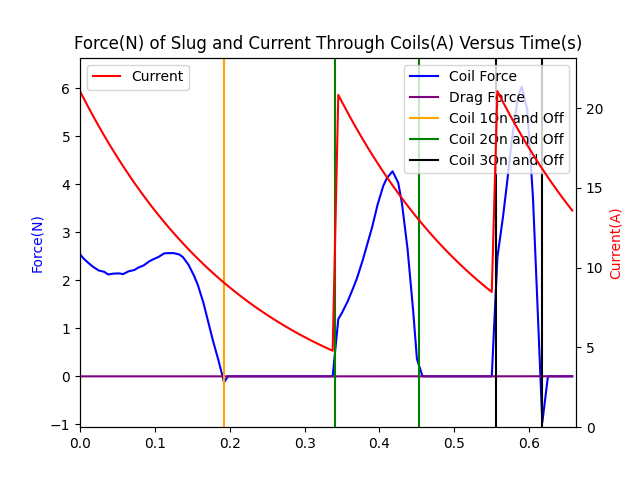 Force(N) of Slug and Current Through Coils(A) Versus Time(s)
Current
Coil Force
Drag Force
Coil 1On and Off
Coil 2On and Off
Coil 3On and Off
Force(N)
6
5
4
3
2
1
0
−1
Current(A)
20
15
10
5
0
0.0 0.1 0.2 0.3 0.4 0.5 0.6